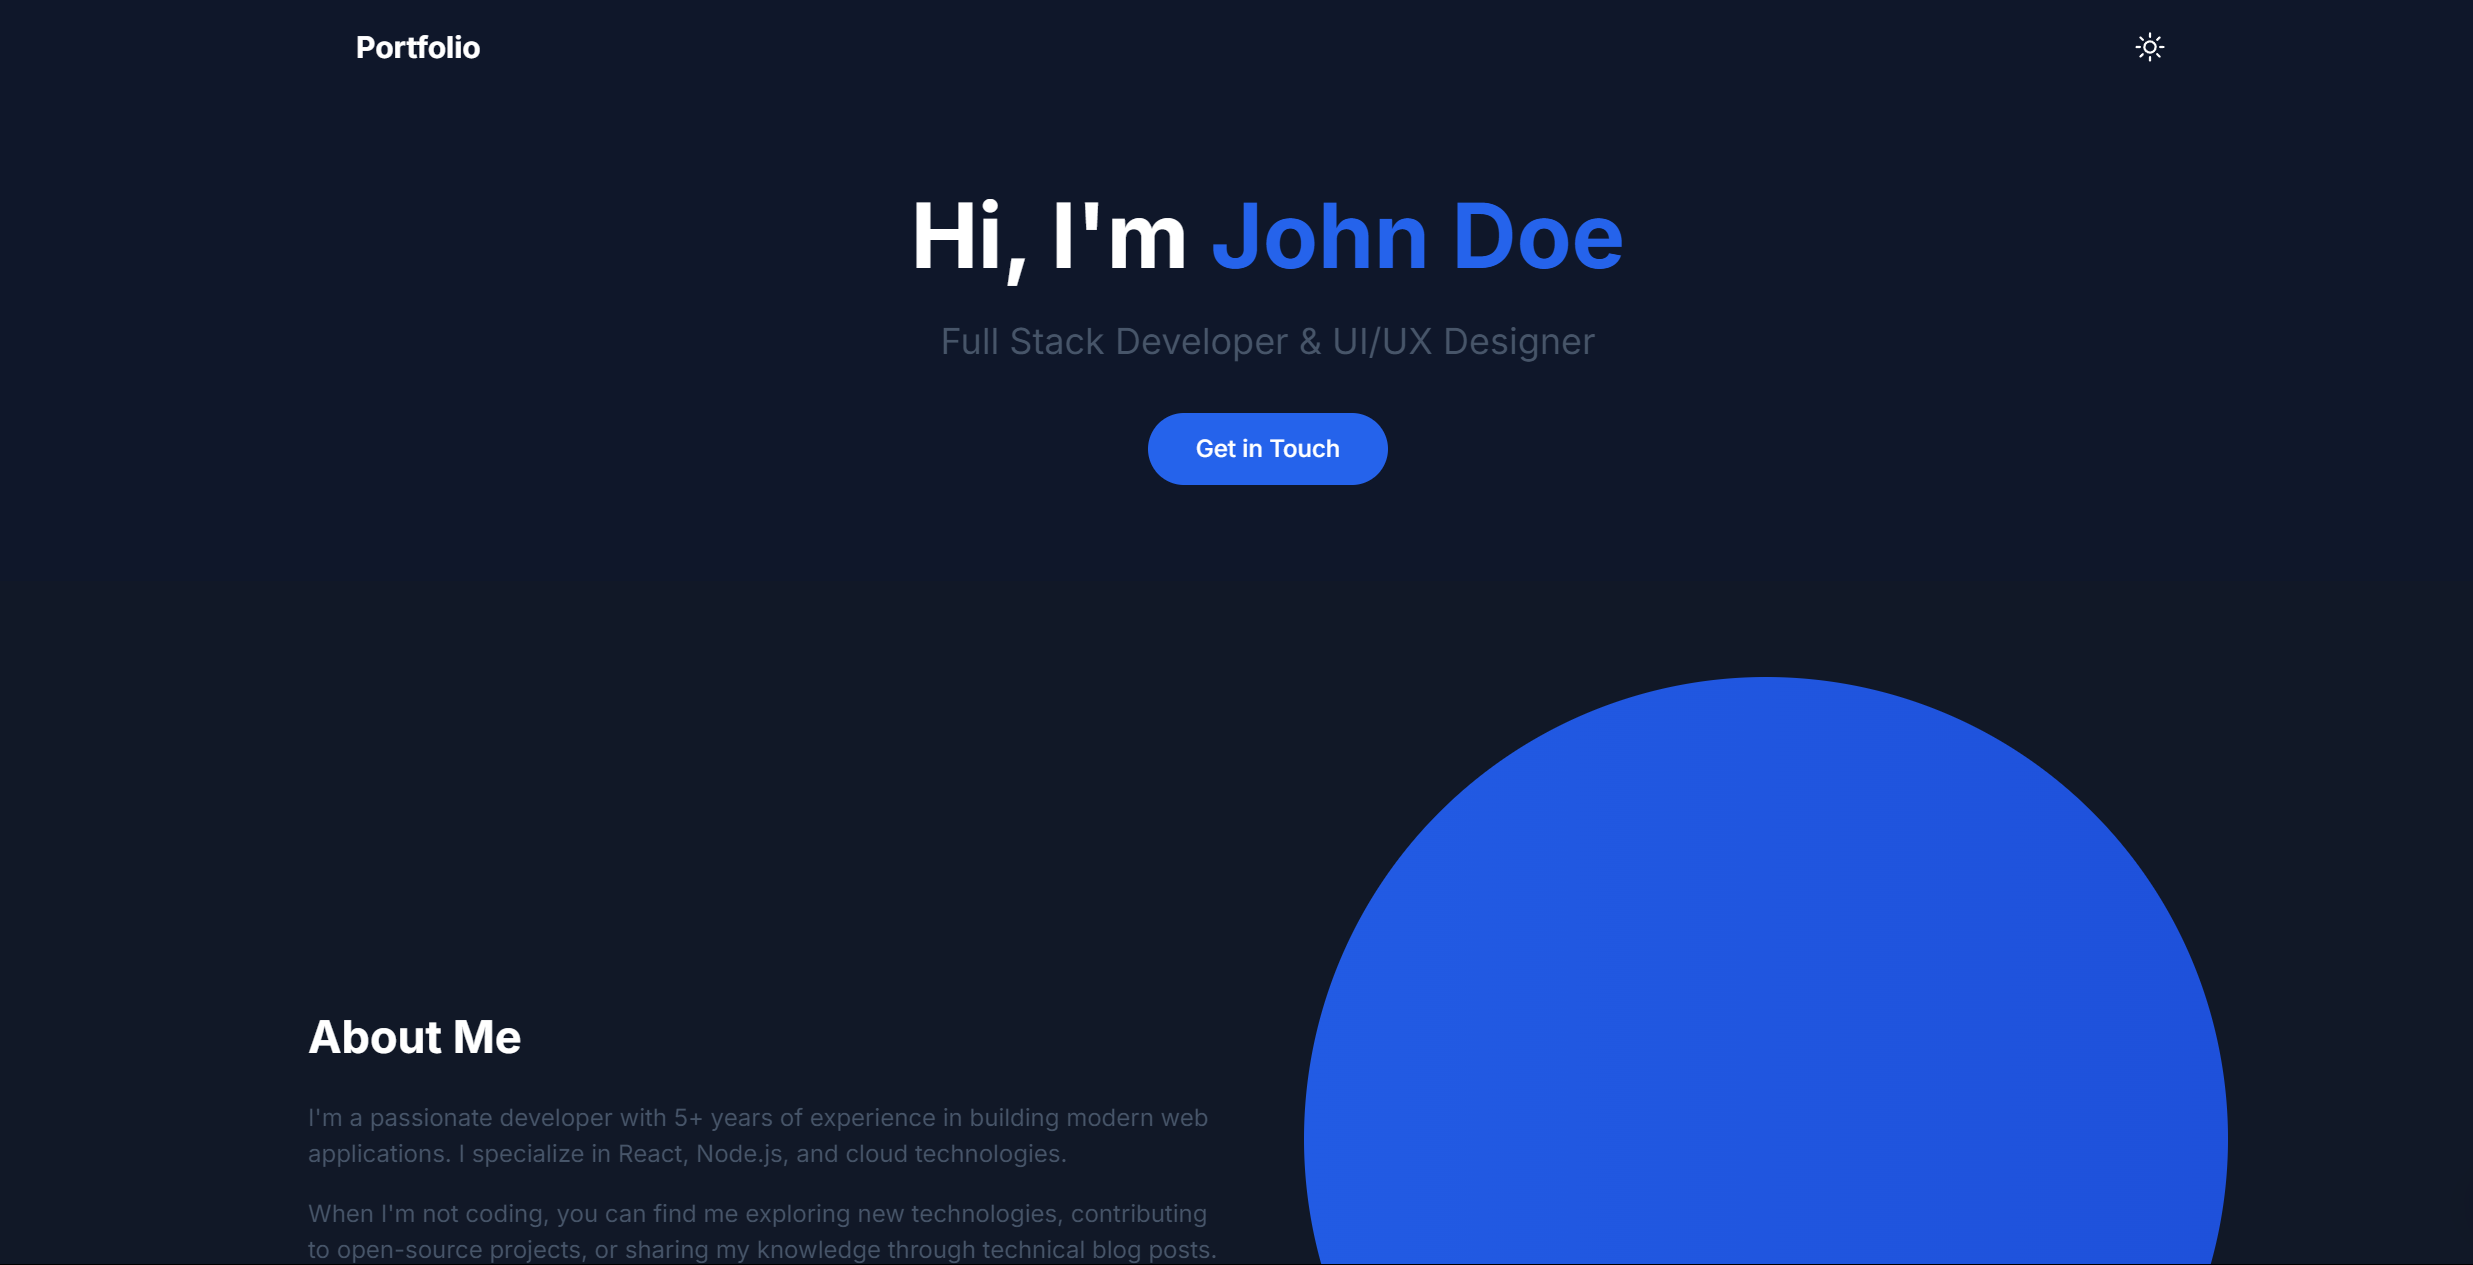 Portfolio
Hi, I'm John Doe
Full Stack Developer & UI/UX Designer
Get in Touch
About Me
I'm a passionate developer with 5+ years of experience in building modern web
applications. I specialize in React, Node.js, and cloud technologies.
When I'm not coding, you can find me exploring new technologies, contributing
to open-source projects, or sharing my knowledge through technical blog posts.